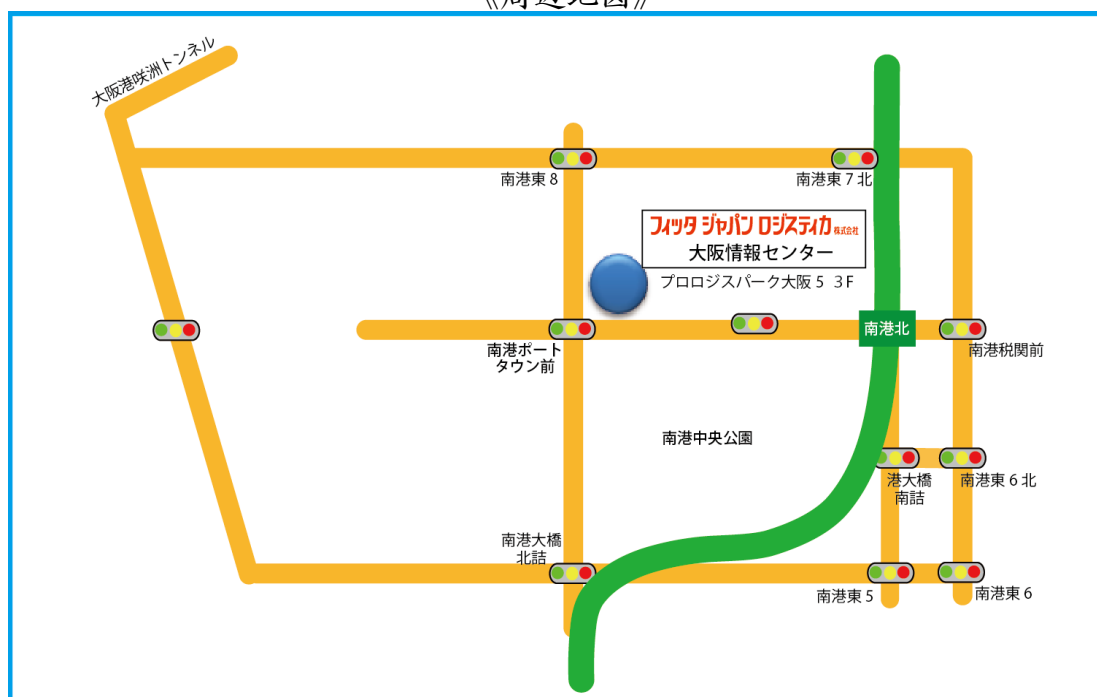 《周辺地図》
大阪港咲洲トンネル
南港東8
南港東7北
フィッタ ジャパン ロジスティカ 株式会社
大阪情報センター
プロロジスパーク大阪5 3F
南港北
南港ポート
タウン前
南港税関前
南港中央公園
港大橋
南詰
南港東6北
南港大橋
北詰
南港東5
南港東6